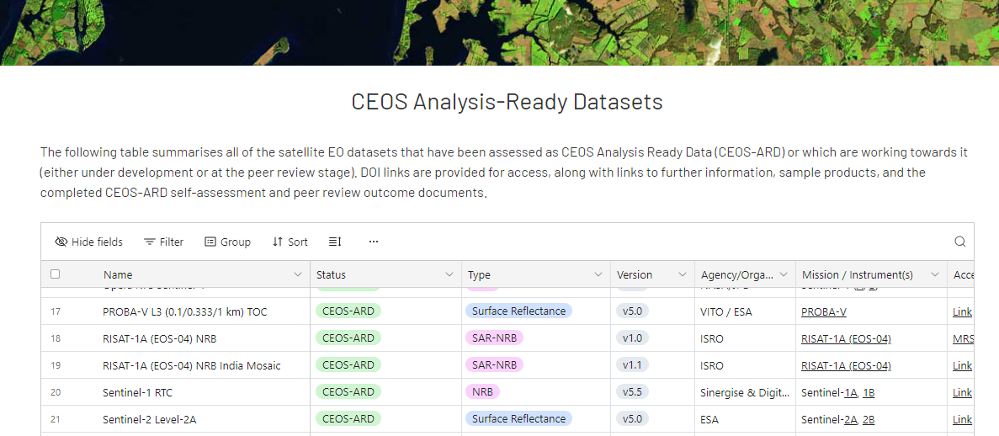 CEOS Analysis-Ready Datasets
The following table summarises all of the satellite EO datasets that have been assessed as CEOS Analysis Ready Data (CEOS-ARD) or which are working towards it
(either under development or at the peer review stage). DOI links are provided for access, along with links to further information, sample products, and the
completed CEOS-ARD self-assessment and peer review outcome documents.
Hide fields Filter Group Sort ...
Name Status Type Version Agency/Orga... Mission / Instrument(s) Acce
17 PROBA-V L3 (0.1/0.333/1 km) TOC CEOS-ARD Surface Reflectance v5.0 VITO / ESA PROBA-V Link
18 RISAT-1A (EOS-04) NRB CEOS-ARD SAR-NRB v1.0 ISRO RISAT-1A (EOS-04) MRS
19 RISAT-1A (EOS-04) NRB India Mosaic CEOS-ARD SAR-NRB v1.1 ISRO RISAT-1A (EOS-04) Link
20 Sentinel-1 RTC CEOS-ARD NRB v5.5 Sinergise & Digit... Sentinel-1A, 1B Link
21 Sentinel-2 Level-2A CEOS-ARD Surface Reflectance v5.0 ESA Sentinel-2A, 2B Link